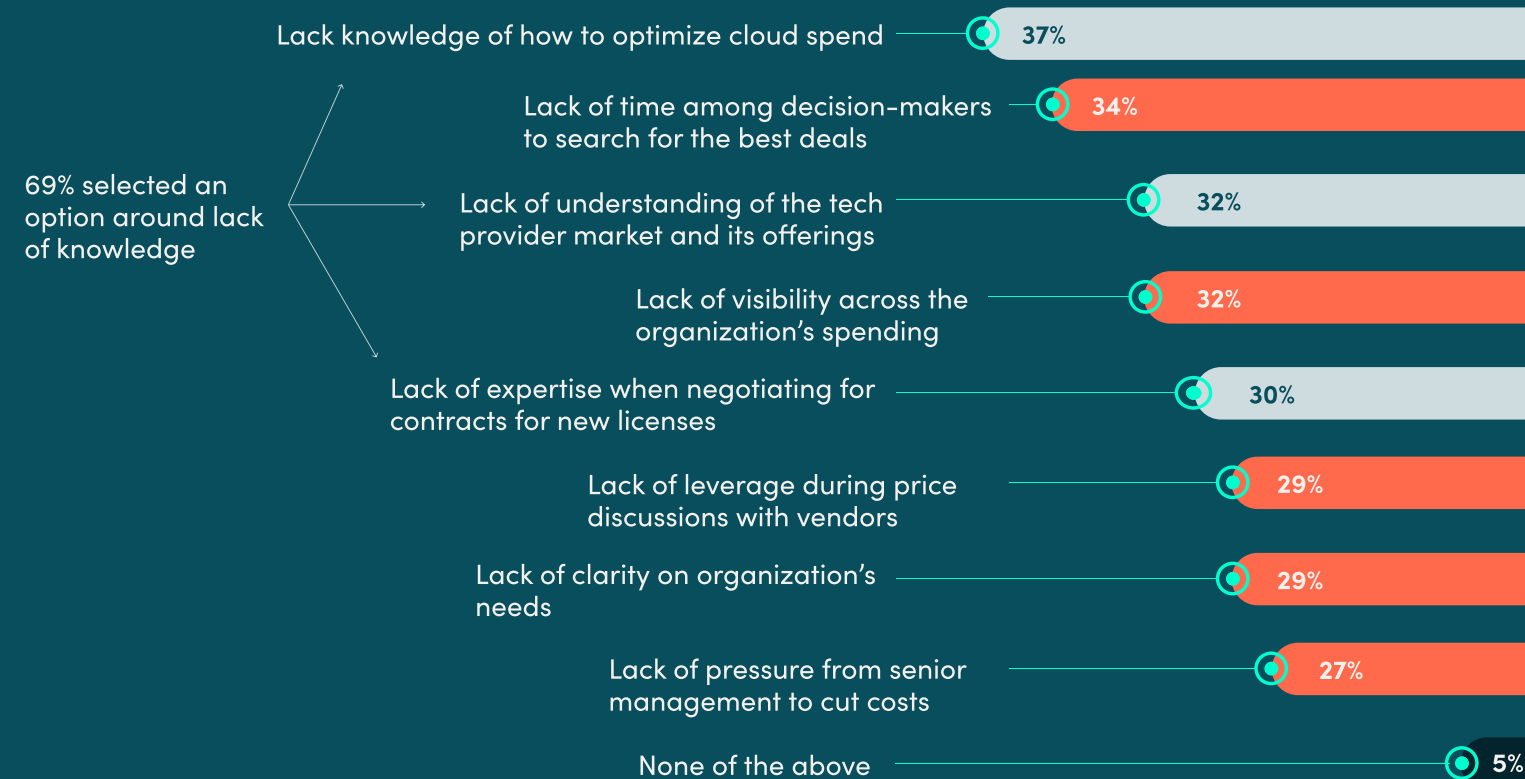 Lack knowledge of how to optimize cloud spend
37%
Lack of time among decision-makers
to search for the best deals
34%
69% selected an
option around lack
of knowledge
Lack of understanding of the tech
provider market and its offerings
32%
Lack of visibility across the
organization’s spending
32%
Lack of expertise when negotiating for
contracts for new licenses
30%
Lack of leverage during price
discussions with vendors
29%
Lack of clarity on organization’s
needs
29%
Lack of pressure from senior
management to cut costs
27%
None of the above
5%